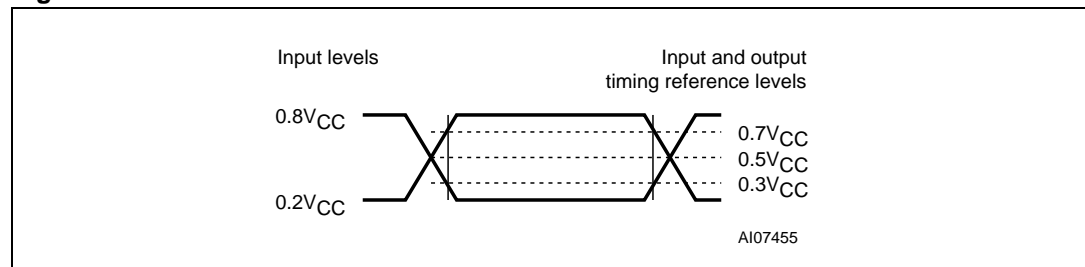 Input levels
Input and output
timing reference levels
0.8VCC
0.7VCC
0.5VCC
0.3VCC
0.2VCC
AI07455